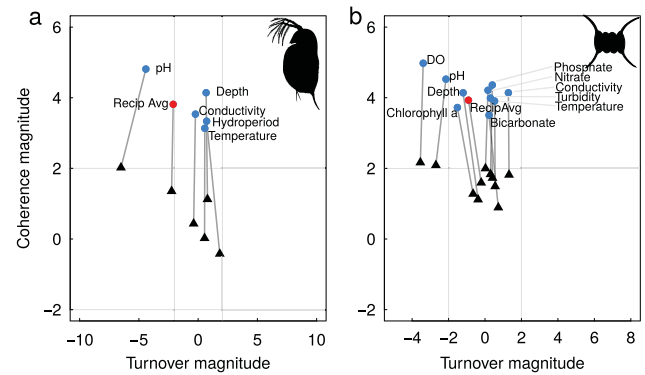 a
6
4
2
0
−2
Coherence magnitude
pH
Depth
Recip Avg
Conductivity
Hydroperiod
Temperature
−10 −5 0 5 10
Turnover magnitude
b
6
4
2
0
−2
DO
pH
Phosphate
Nitrate
Depth
Conductivity
Turbidity
Chlorophyll a
RecipAvg
Temperature
Bicarbonate
−4 −2 0 2 4 6 8
Turnover magnitude